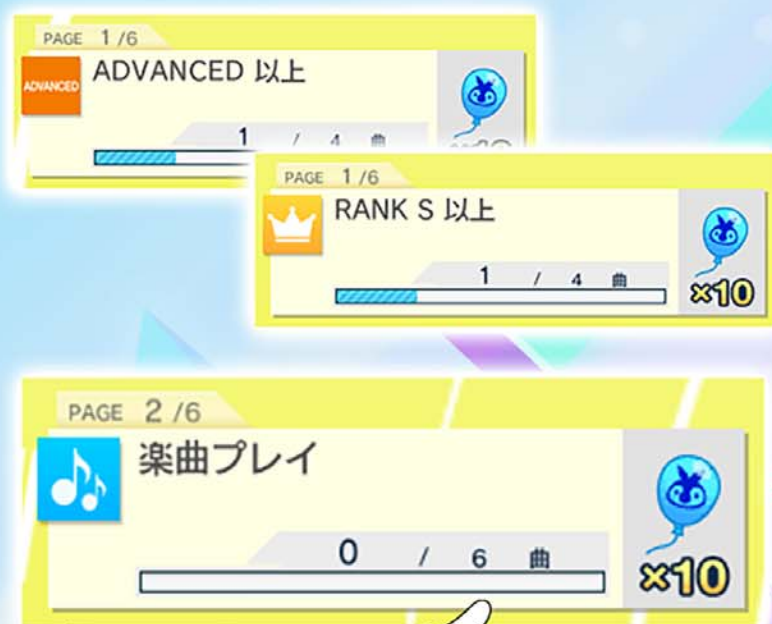 PAGE 1/6
ADVANCED
ADVANCED 以上
1 / 4 曲
PAGE 1/6
RANK S 以上
1 / 4 曲
×10
PAGE 2/6
楽曲プレイ
0 / 6 曲
×10